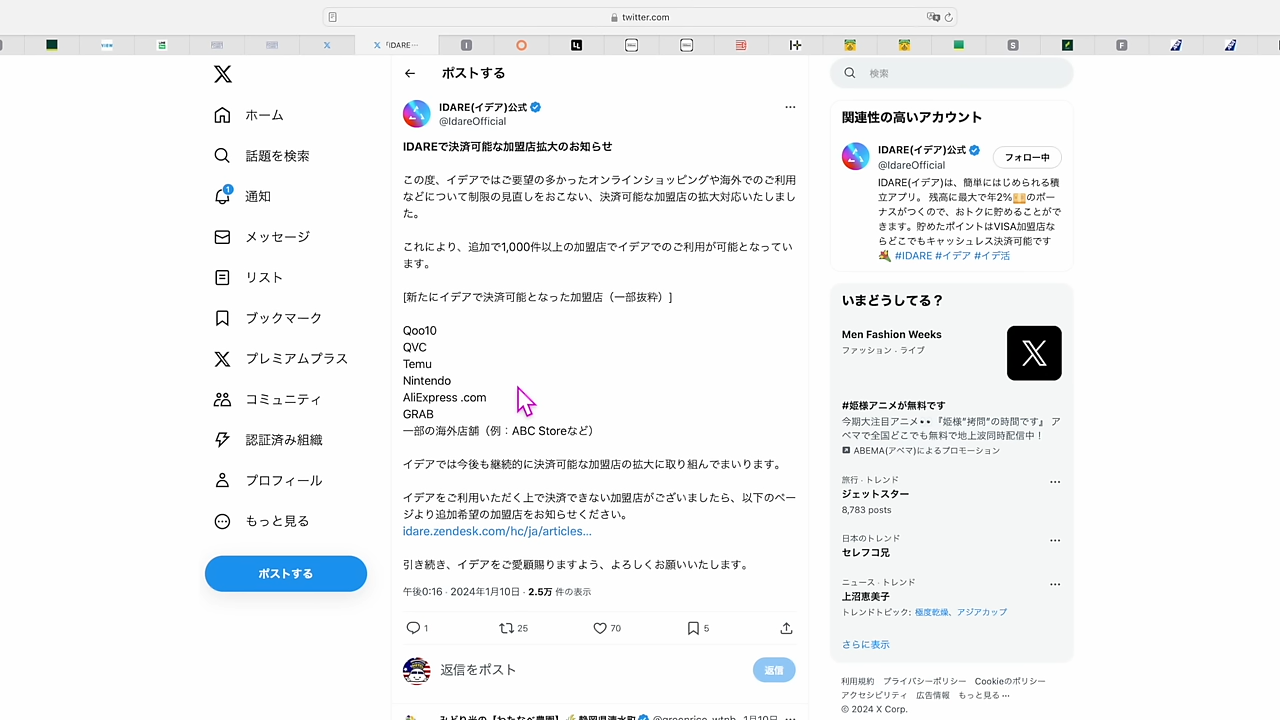 twitter.com
IDARE…
ホーム
話題を検索
1
通知
メッセージ
リスト
ブックマーク
プレミアムプラス
コミュニティ
認証済み組織
プロフィール
もっと見る
ポストする
ポストする
IDARE(イデア)公式
@IdareOfficial
IDAREで決済可能な加盟店拡大のお知らせ
この度、イデアではご要望の多かったオンラインショッピングや海外でのご利用
などについて制限の見直しをおこない、決済可能な加盟店の拡大対応いたしまし
た。
これにより、追加で1,000件以上の加盟店でイデアでのご利用が可能となってい
ます。
[新たにイデアで決済可能となった加盟店（一部抜粋）]
Qoo10
QVC
Temu
Nintendo
AliExpress .com
GRAB
一部の海外店舗（例：ABC Storeなど）
イデアでは今後も継続的に決済可能な加盟店の拡大に取り組んでまいります。
イデアをご利用いただく上で決済できない加盟店がございましたら、以下のペー
ジより追加希望の加盟店をお知らせください。
idare.zendesk.com/hc/ja/articles…
引き続き、イデアをご愛顧賜りますよう、よろしくお願いいたします。
午後0:16 · 2024年1月10日 · 2.5万 件の表示
1 25 70 5
返信をポスト
返信
みどり米の【わたなべ農園】 静岡県清水町 @greenrice_wtnb · 1月10日
検索
関連性の高いアカウント
IDARE(イデア)公式
@IdareOfficial
フォロー中
IDARE(イデア)は、簡単にはじめられる積
立アプリ。 残高に最大で年2%のボー
ナスがつくので、おトクに貯めることがで
きます。貯めたポイントはVISA加盟店な
らどこでもキャッシュレス決済可能です
#IDARE #イデア #イデ活
いまどうしてる？
Men Fashion Weeks
ファッション · ライブ
#姫様アニメが無料です
今期大注目アニメ👀『姫様"拷問"の時間です』 ア
ベマで全国どこでも無料で地上波同時配信中！
ABEMA(アベマ)によるプロモーション
旅行 · トレンド
ジェットスター
8,783 posts
日本のトレンド
セレフコ兄
ニュース · トレンド
上沼恵美子
トレンドトピック: 極度乾燥、アジアカップ
さらに表示
利用規約 プライバシーポリシー Cookieのポリシー
アクセシビリティ 広告情報 もっと見る
© 2024 X Corp.